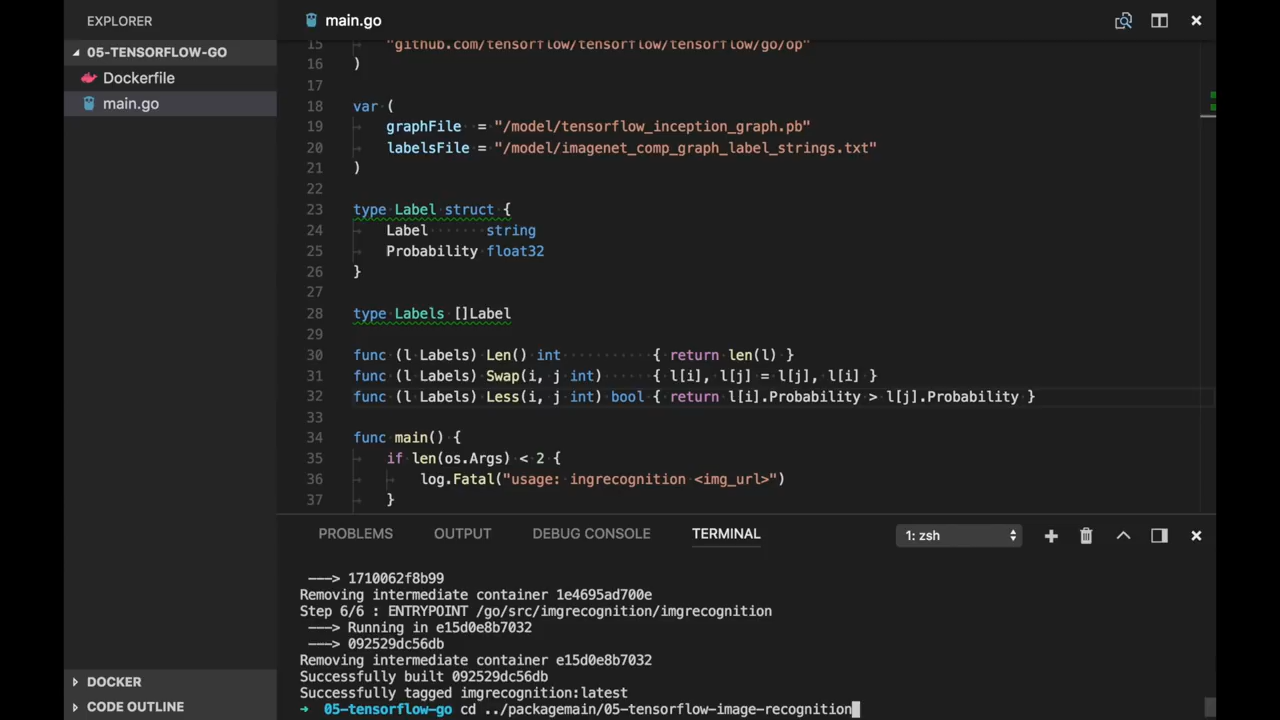 EXPLORER
main.go
05-TENSORFLOW-GO
Dockerfile
main.go
15 "github.com/tensorflow/tensorflow/tensorflow/go/op"
16 )
17
18 var (
19 graphFile = "/model/tensorflow_inception_graph.pb"
20 labelsFile = "/model/imagenet_comp_graph_label_strings.txt"
21 )
22
23 type Label struct {
24 Label string
25 Probability float32
26 }
27
28 type Labels []Label
29
30 func (l Labels) Len() int { return len(l) }
31 func (l Labels) Swap(i, j int) { l[i], l[j] = l[j], l[i] }
32 func (l Labels) Less(i, j int) bool { return l[i].Probability > l[j].Probability }
33
34 func main() {
35 if len(os.Args) < 2 {
36 log.Fatal("usage: ingrecognition <img_url>")
37 }
PROBLEMS OUTPUT DEBUG CONSOLE TERMINAL 1: zsh
---> 1710062f8b99
Removing intermediate container 1e4695ad700e
Step 6/6 : ENTRYPOINT /go/src/imgrecognition/imgrecognition
---> Running in e15d0e8b7032
---> 092529dc56db
Removing intermediate container e15d0e8b7032
Successfully built 092529dc56db
Successfully tagged imgrecognition:latest
➜ 05-tensorflow-go cd ../packagemain/05-tensorflow-image-recognition
DOCKER
CODE OUTLINE